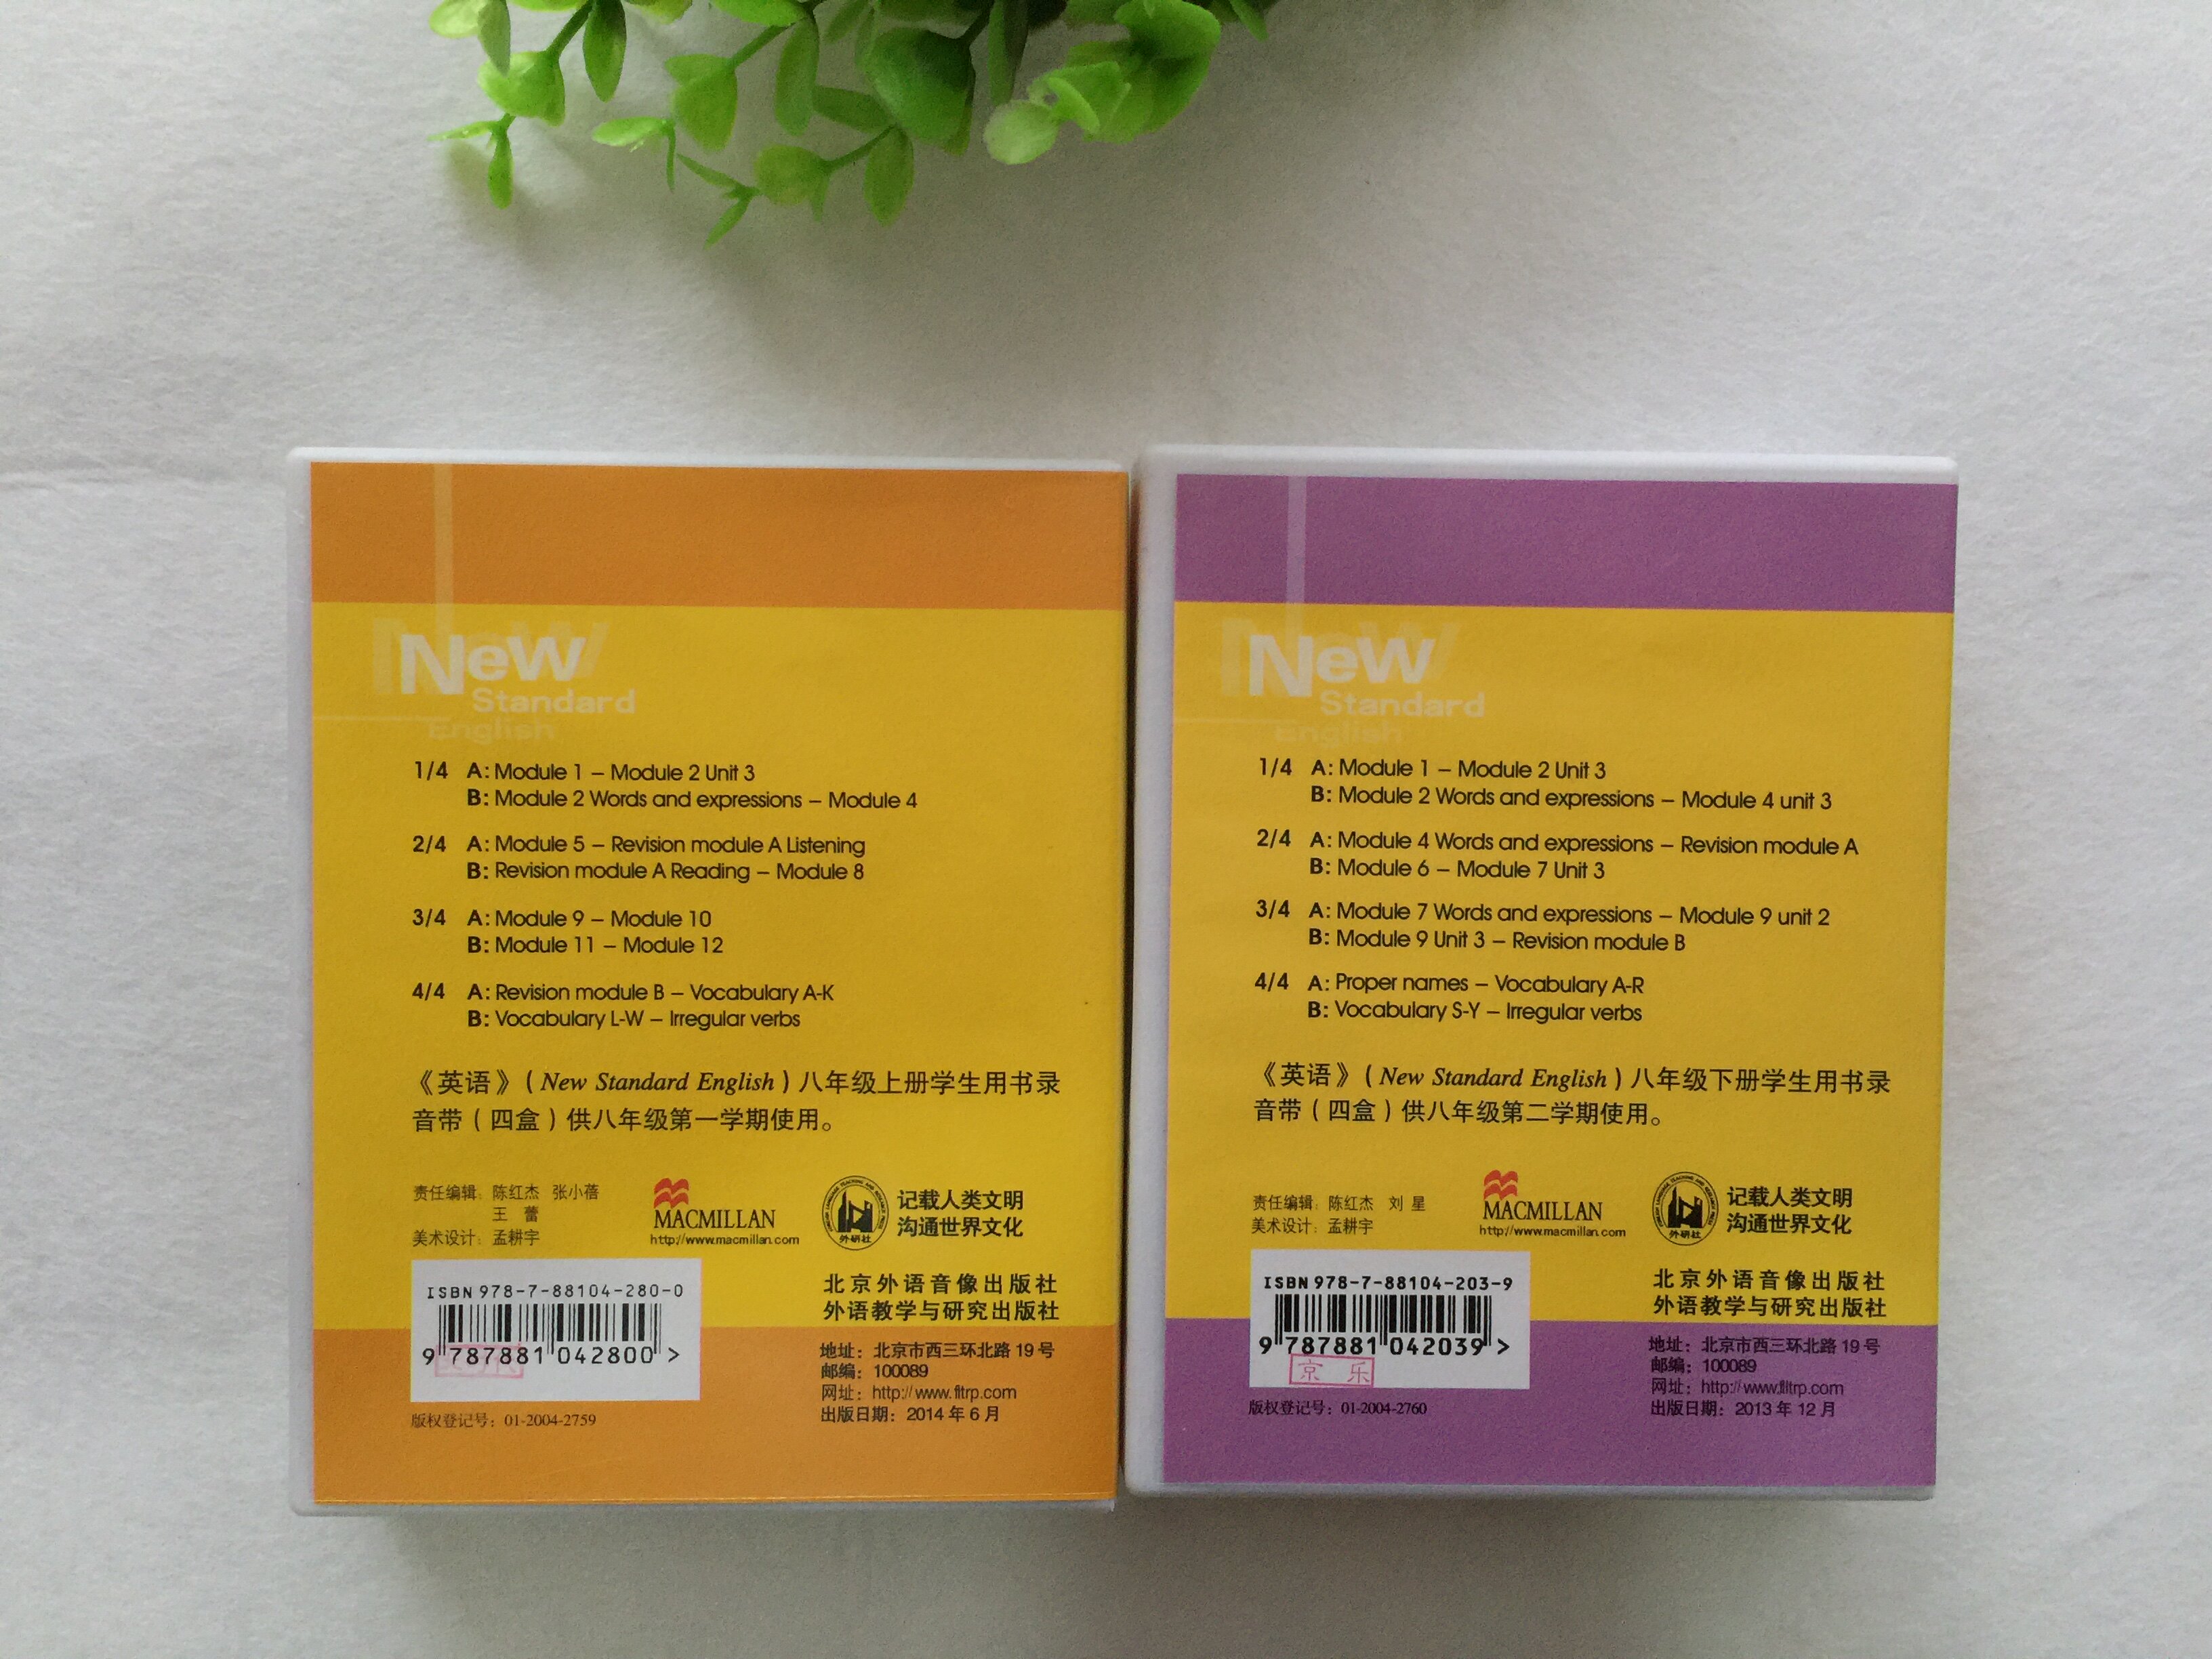 New
Standard
English
1/4 A: Module 1 – Module 2 Unit 3
B: Module 2 Words and expressions – Module 4
2/4 A: Module 5 – Revision module A Listening
B: Revision module A Reading – Module 8
3/4 A: Module 9 – Module 10
B: Module 11 – Module 12
4/4 A: Revision module B – Vocabulary A-K
B: Vocabulary L-W – Irregular verbs
《英语》(New Standard English)八年级上册学生用书录
音带(四盒)供八年级第一学期使用。
责任编辑：陈红杰 张小蓓
王 蕾
美术设计：孟耕宇
MACMILLAN
http://www.macmillan.com
外研社
记载人类文明
沟通世界文化
ISBN 978-7-88104-280-0
9 787881 042800 >
版权登记号：01-2004-2759
北京外语音像出版社
外语教学与研究出版社
地址：北京市西三环北路 19 号
邮编：100089
网址：http://www.fltrp.com
出版日期：2014 年 6 月
New
Standard
English
1/4 A: Module 1 – Module 2 Unit 3
B: Module 2 Words and expressions – Module 4 unit 3
2/4 A: Module 4 Words and expressions – Revision module A
B: Module 6 – Module 7 Unit 3
3/4 A: Module 7 Words and expressions – Module 9 unit 2
B: Module 9 Unit 3 – Revision module B
4/4 A: Proper names – Vocabulary A-R
B: Vocabulary S-Y – Irregular verbs
《英语》(New Standard English)八年级下册学生用书录
音带(四盒)供八年级第二学期使用。
责任编辑：陈红杰 刘 星
美术设计：孟耕宇
MACMILLAN
http://www.macmillan.com
外研社
记载人类文明
沟通世界文化
ISBN 978-7-88104-203-9
9 787881 042039 >
京 乐
版权登记号：01-2004-2760
北京外语音像出版社
外语教学与研究出版社
地址：北京市西三环北路 19 号
邮编：100089
网址：http://www.fltrp.com
出版日期：2013 年 12 月